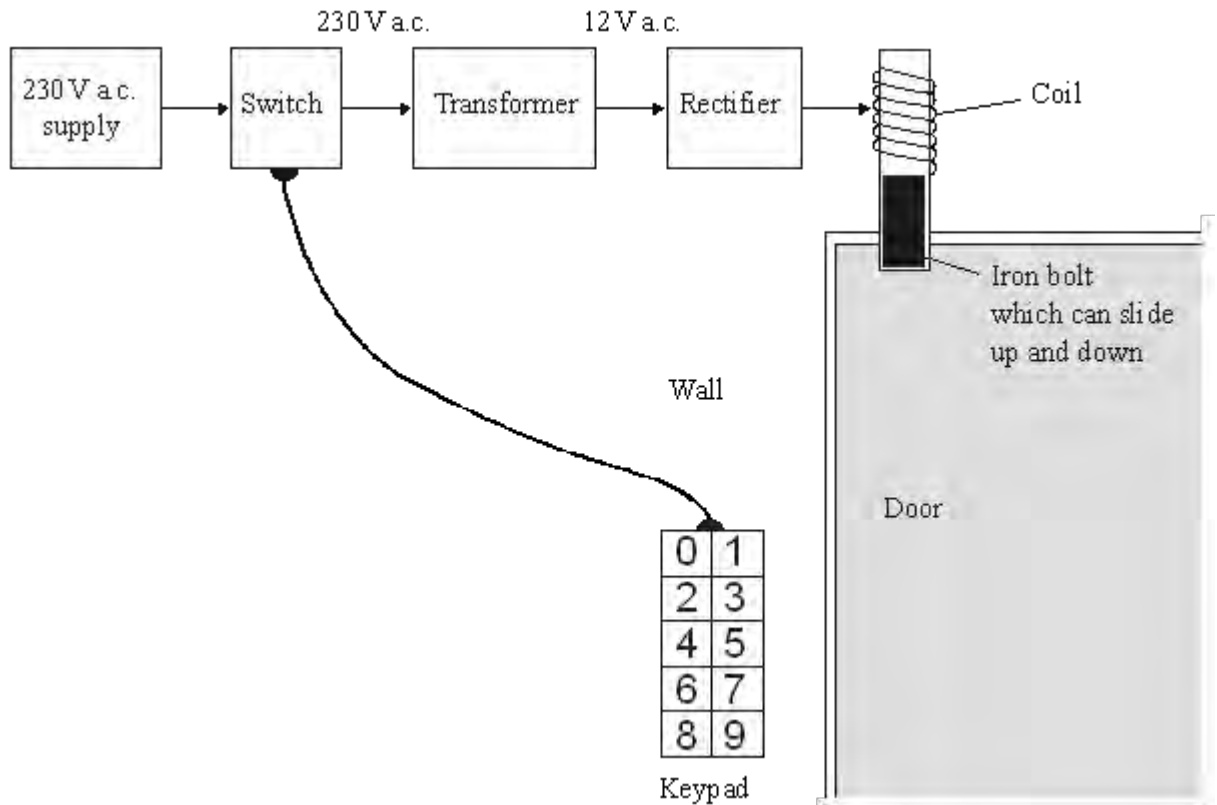 230 V a.c.
12 V a.c.
230 V a.c.
supply
Switch
Transformer
Rectifier
Coil
Iron bolt
which can slide
up and down
Wall
Door
0 1
2 3
4 5
6 7
8 9
Keypad